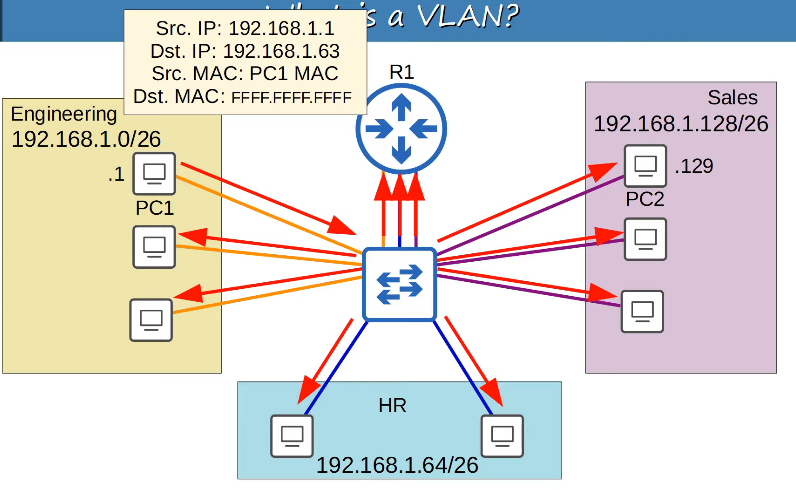 is a VLAN?
Src. IP: 192.168.1.1
Dst. IP: 192.168.1.63
Src. MAC: PC1 MAC
Dst. MAC: FFFF.FFFF.FFFF
R1
Engineering
192.168.1.0/26
.1
PC1
Sales
192.168.1.128/26
.129
PC2
HR
192.168.1.64/26